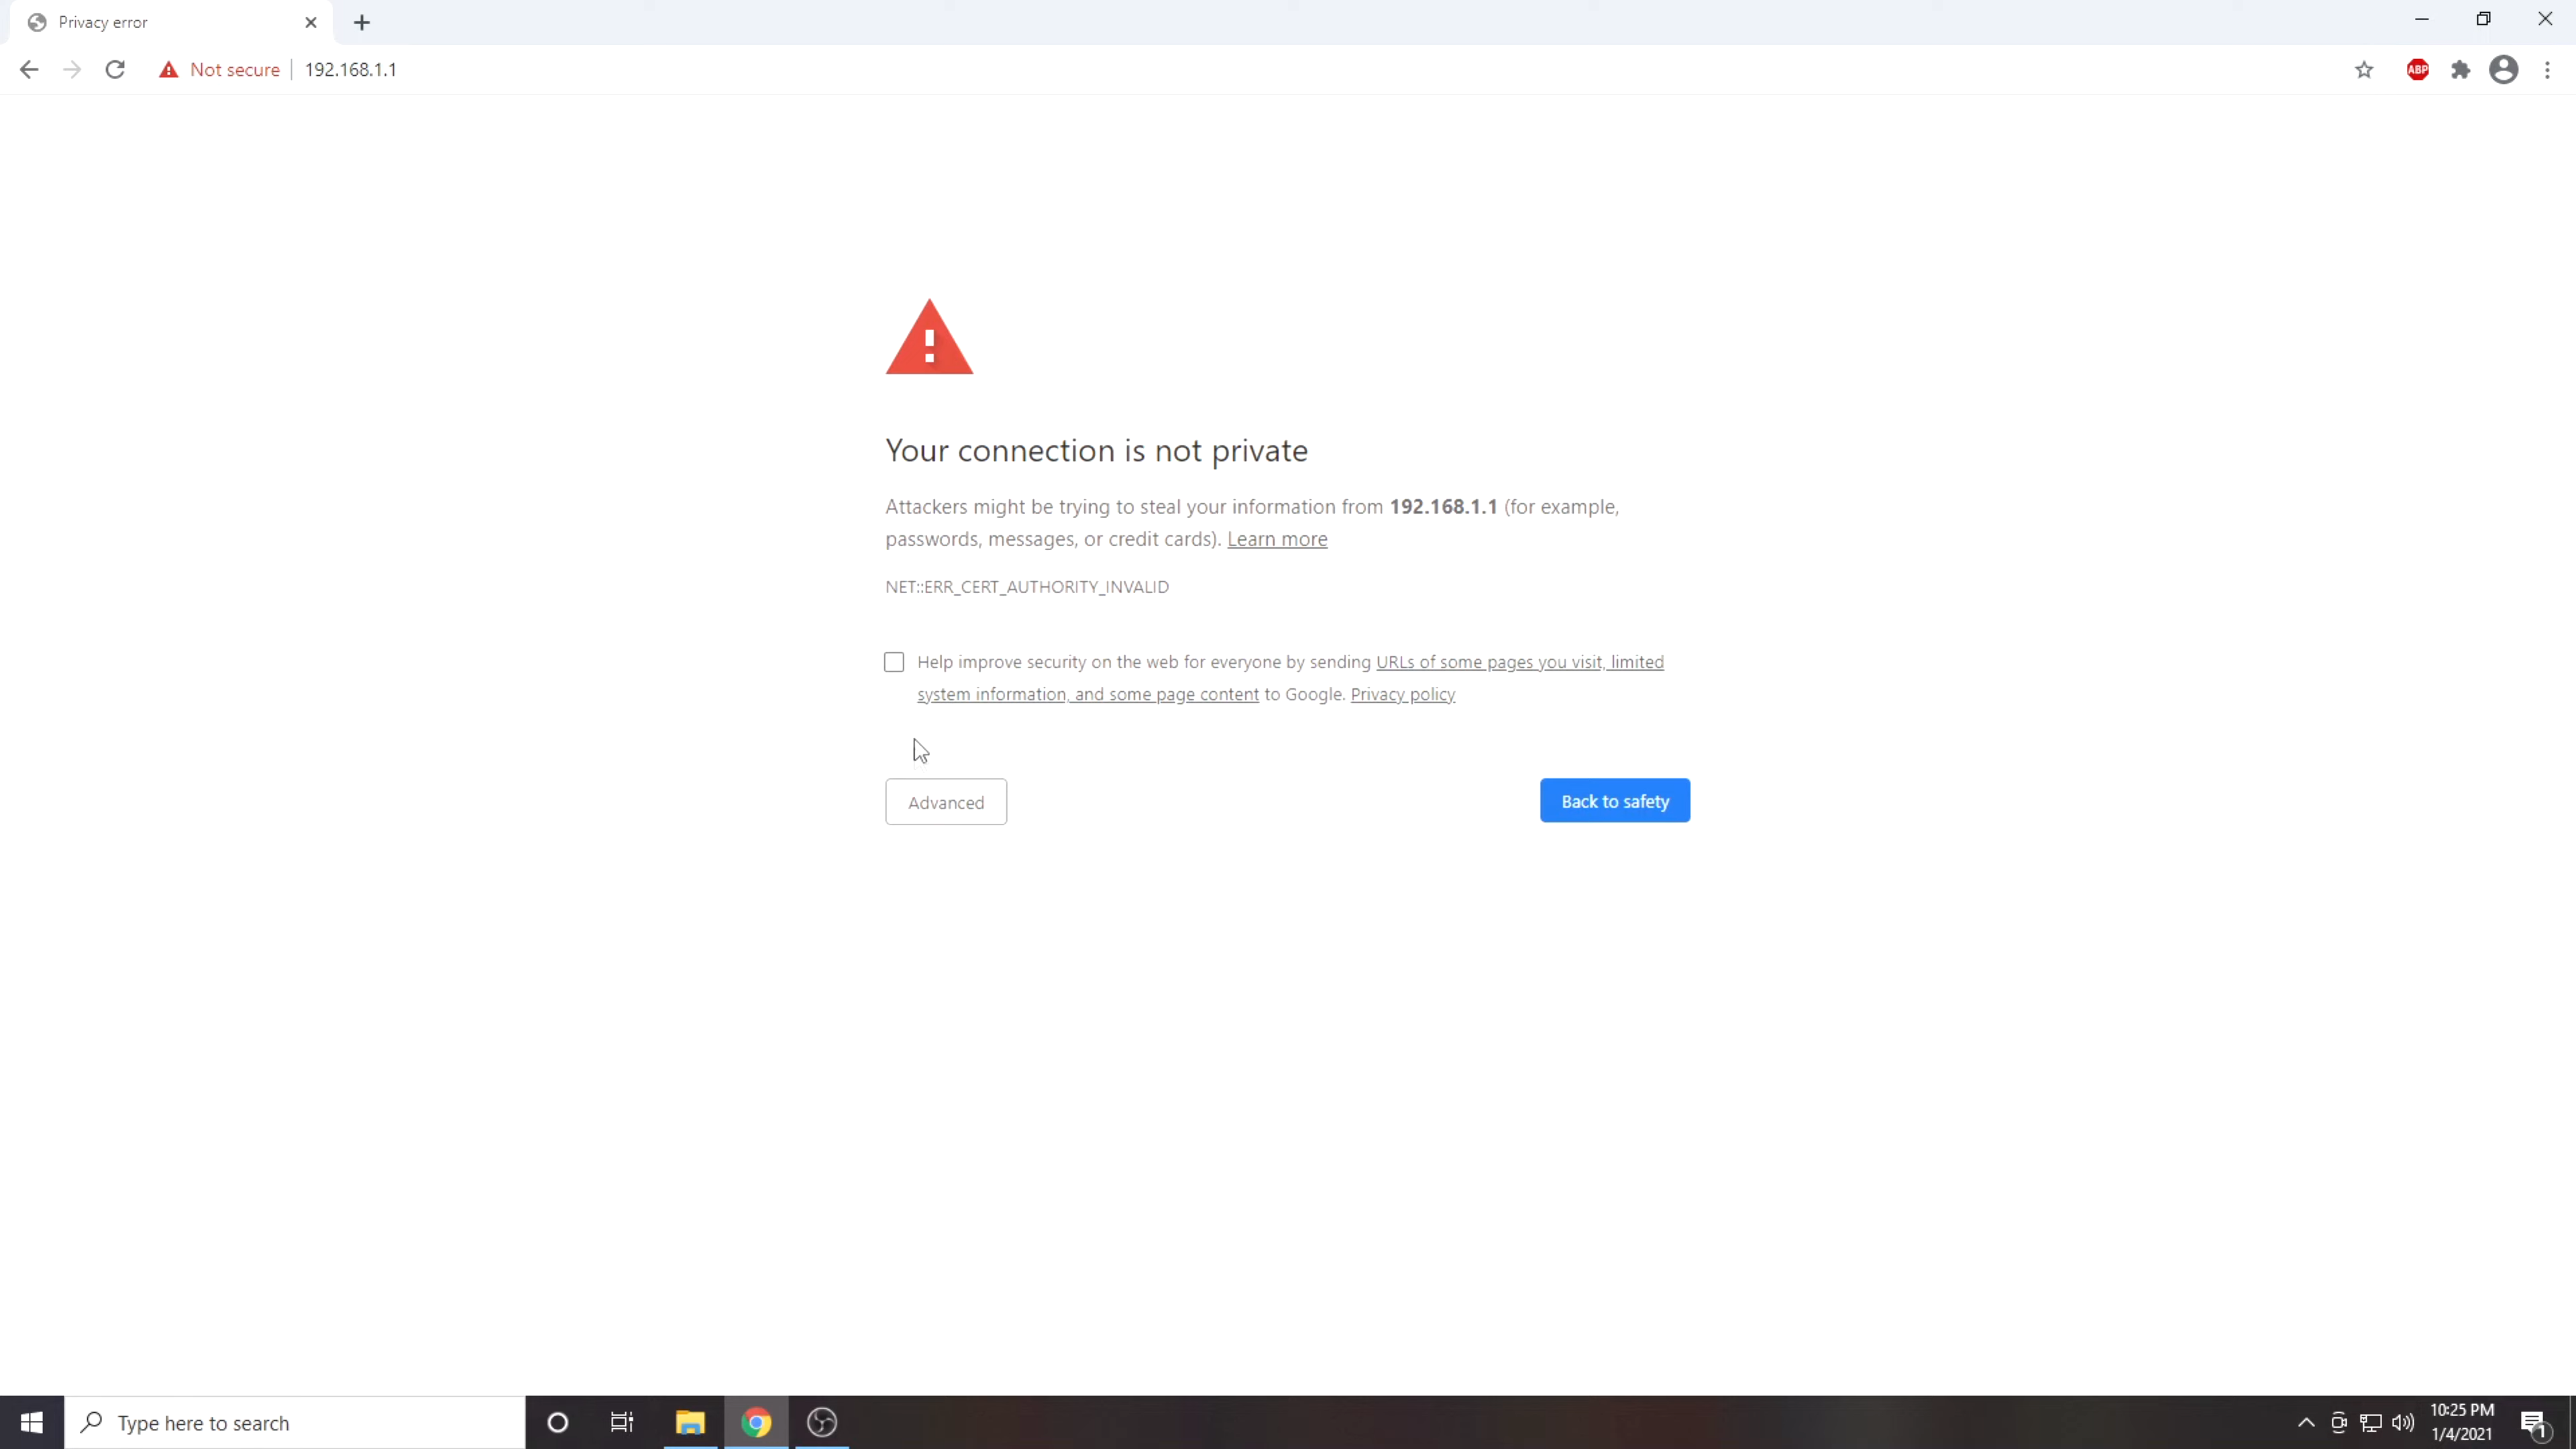 Privacy error
Not secure 192.168.1.1
ABP
Your connection is not private
Attackers might be trying to steal your information from 192.168.1.1 (for example,
passwords, messages, or credit cards). Learn more
NET::ERR_CERT_AUTHORITY_INVALID
Help improve security on the web for everyone by sending URLs of some pages you visit, limited
system information, and some page content to Google. Privacy policy
Advanced
Back to safety
Type here to search
10:25 PM
1/4/2021
1